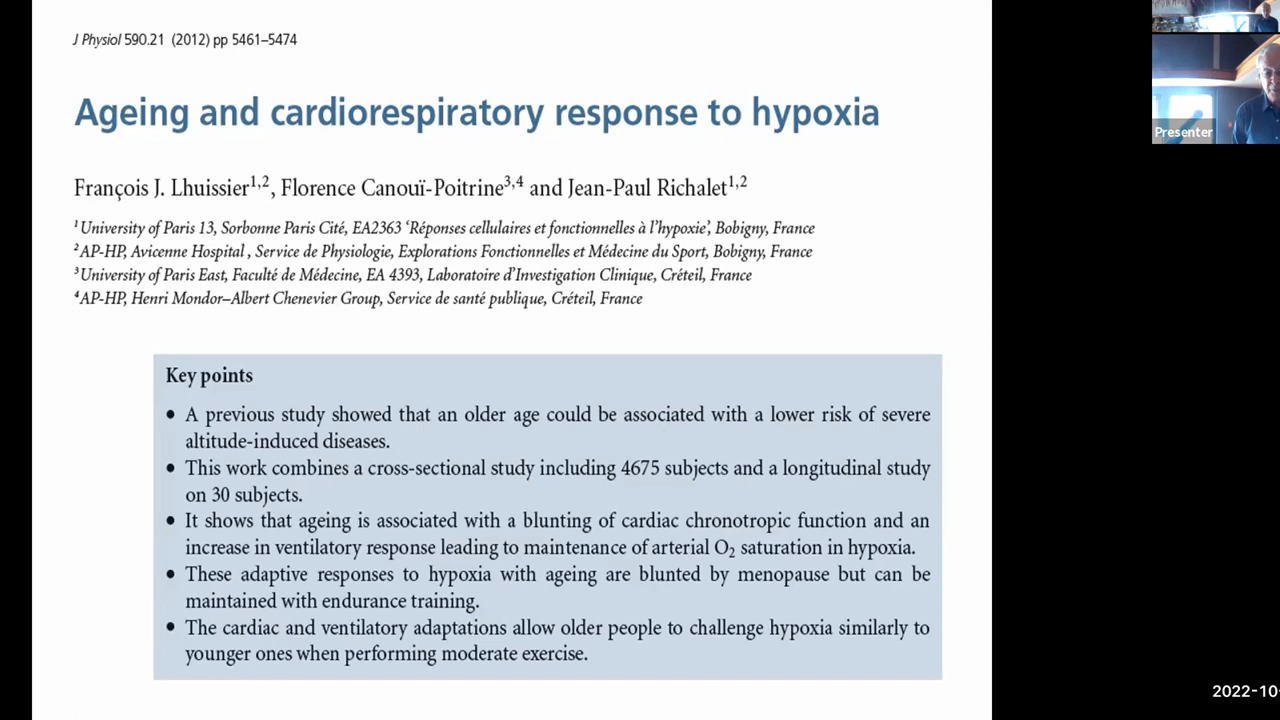 J Physiol 590.21 (2012) pp 5461–5474
Ageing and cardiorespiratory response to hypoxia
François J. Lhuissier1,2, Florence Canouï-Poitrine3,4 and Jean-Paul Richalet1,2
1University of Paris 13, Sorbonne Paris Cité, EA2363 ‘Réponses cellulaires et fonctionnelles à l’hypoxie’, Bobigny, France
2AP-HP, Avicenne Hospital, Service de Physiologie, Explorations Fonctionnelles et Médecine du Sport, Bobigny, France
3University of Paris East, Faculté de Médecine, EA 4393, Laboratoire d’Investigation Clinique, Créteil, France
4AP-HP, Henri Mondor–Albert Chenevier Group, Service de santé publique, Créteil, France
Key points
• A previous study showed that an older age could be associated with a lower risk of severe
altitude-induced diseases.
• This work combines a cross-sectional study including 4675 subjects and a longitudinal study
on 30 subjects.
• It shows that ageing is associated with a blunting of cardiac chronotropic function and an
increase in ventilatory response leading to maintenance of arterial O2 saturation in hypoxia.
• These adaptive responses to hypoxia with ageing are blunted by menopause but can be
maintained with endurance training.
• The cardiac and ventilatory adaptations allow older people to challenge hypoxia similarly to
younger ones when performing moderate exercise.
Presenter
2022-10-